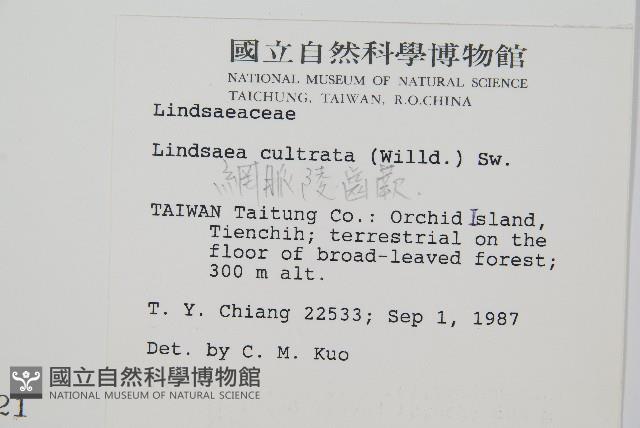 國立自然科學博物館
NATIONAL MUSEUM OF NATURAL SCIENCE
TAICHUNG, TAIWAN, R.O.CHINA
Lindsaeaceae
Lindsaea cultrata (Willd.) Sw.
網脈陵齒蕨.
TAIWAN Taitung Co.: Orchid Island,
Tienchih; terrestrial on the
floor of broad-leaved forest;
300 m alt.
T. Y. Chiang 22533; Sep 1, 1987
Det. by C. M. Kuo
國立自然科學博物館
NATIONAL MUSEUM OF NATURAL SCIENCE
21